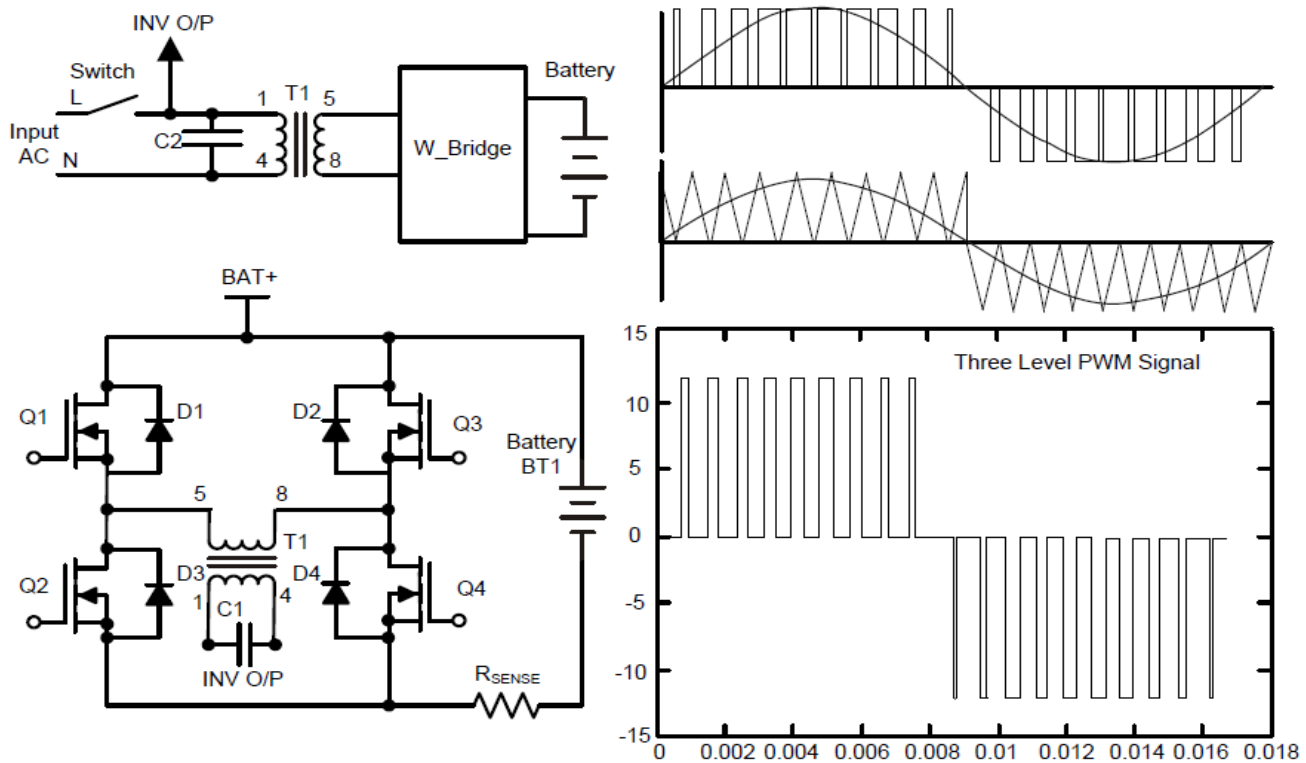 INV O/P
Switch
L
1
T1
5
Battery
Input
AC
C2
W_Bridge
N
4
8
BAT+
Q1
D1
D2
Q3
Battery
BT1
5
8
T1
Q2
D3
D4
Q4
1
C1
4
INV O/P
RSENSE
Three Level PWM Signal
15
10
5
0
-5
-10
-15
0 0.002 0.004 0.006 0.008 0.01 0.012 0.014 0.016 0.018